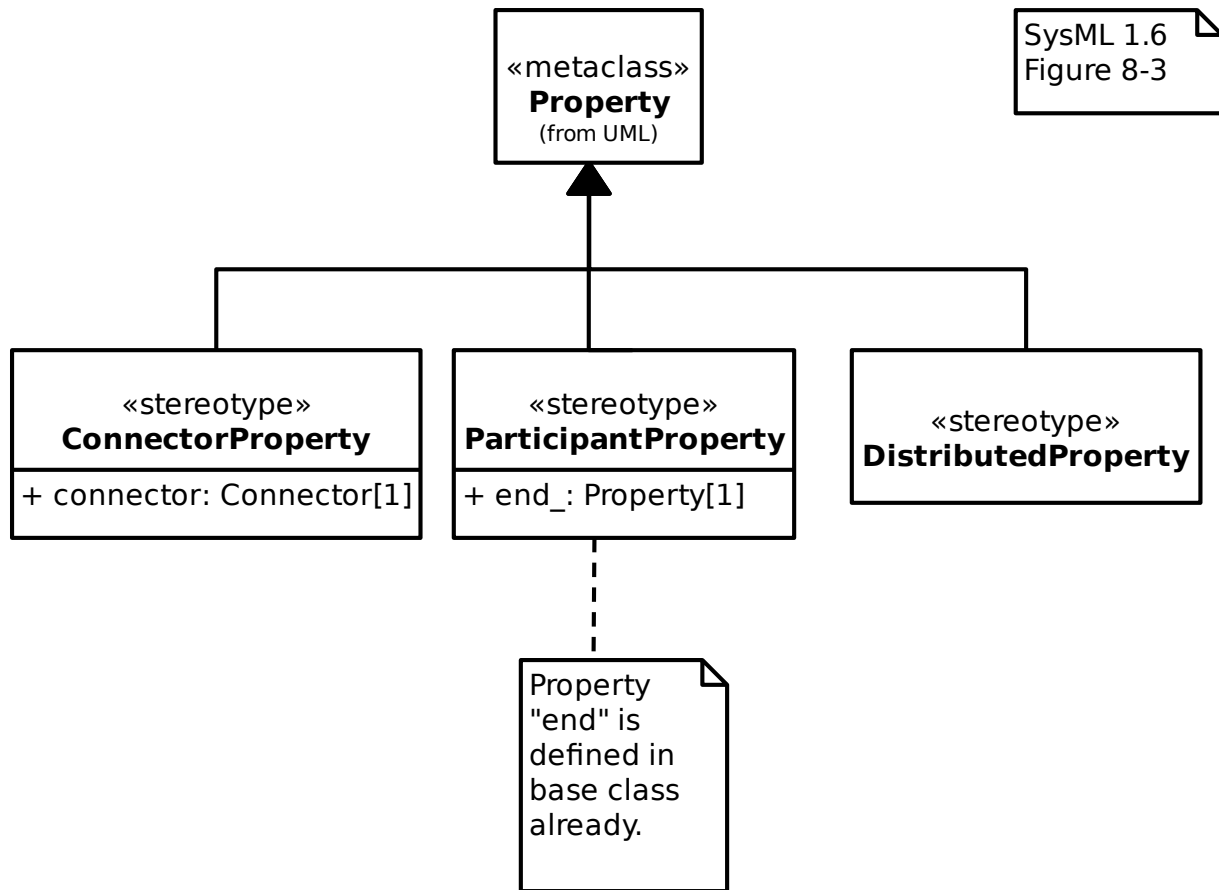 «metaclass»
Property
(from UML)
SysML 1.6
Figure 8-3
«stereotype»
ConnectorProperty
+ connector: Connector[1]
«stereotype»
ParticipantProperty
+ end_: Property[1]
«stereotype»
DistributedProperty
Property
"end" is
defined in
base class
already.